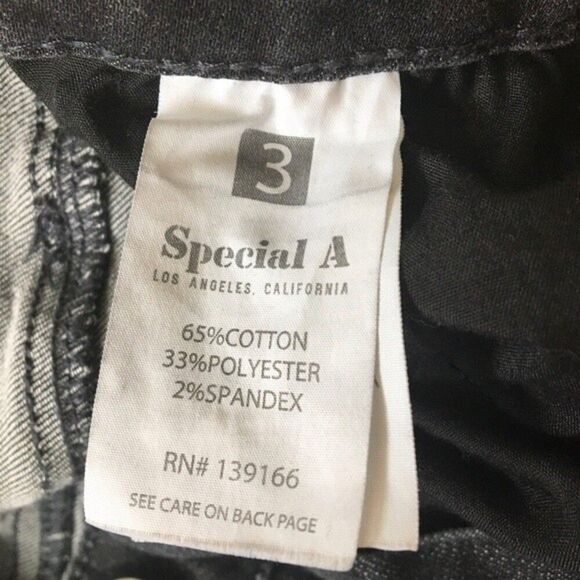 3
Special A
LOS ANGELES, CALIFORNIA
65%COTTON
33%POLYESTER
2%SPANDEX
RN# 139166
SEE CARE ON BACK PAGE